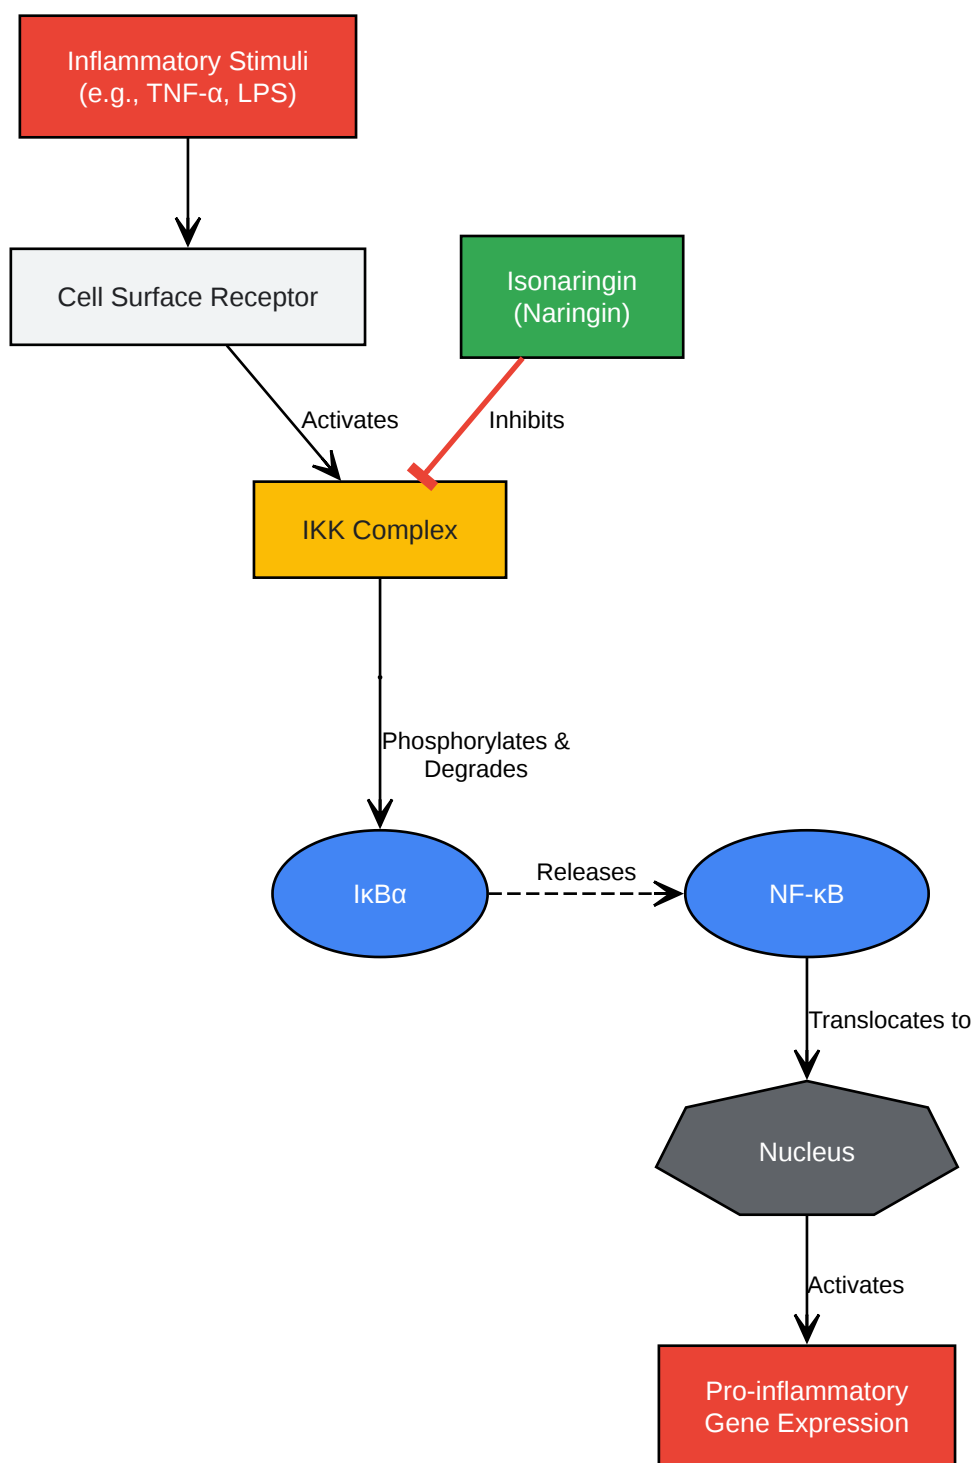 Inflammatory Stimuli
(e.g., TNF-α, LPS)
Cell Surface Receptor
Isonaringin
(Naringin)
Activates
Inhibits
IKK Complex
Phosphorylates &
Degrades
IκBα
Releases
NF-κB
Translocates to
Nucleus
Activates
Pro-inflammatory
Gene Expression